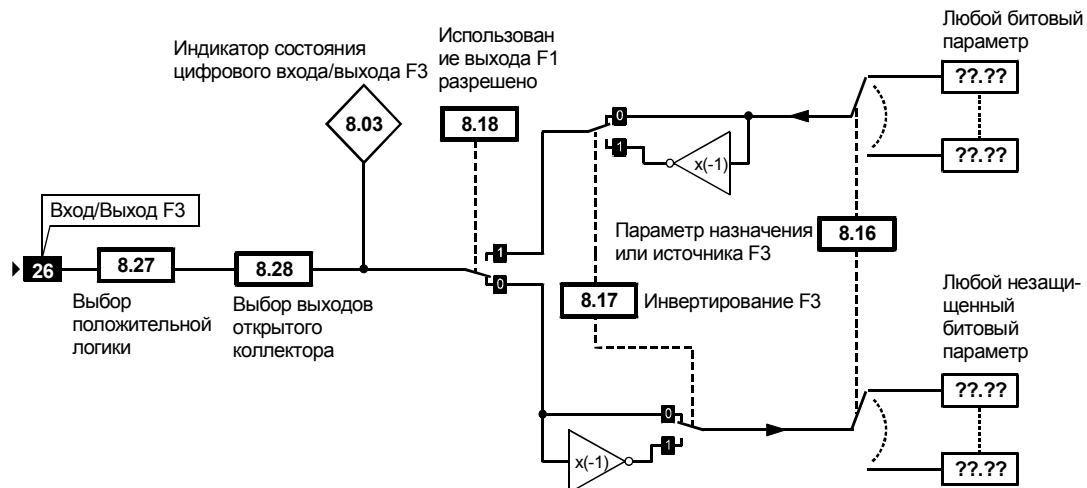 Индикатор состояния
цифрового входа/выхода F3
8.03
Использован
ие выхода F1
разрешено
8.18
Любой битовый
параметр
??.??
??.??
0
1
x(-1)
Вход/Выход F3
26
8.27
Выбор
положительной
логики
8.28
Выбор выходов
открытого
коллектора
1
0
Параметр назначения
или источника F3
8.16
8.17
Инвертирование F3
Любой незащи-
щенный
битовый
параметр
??.??
??.??
0
1
x(-1)